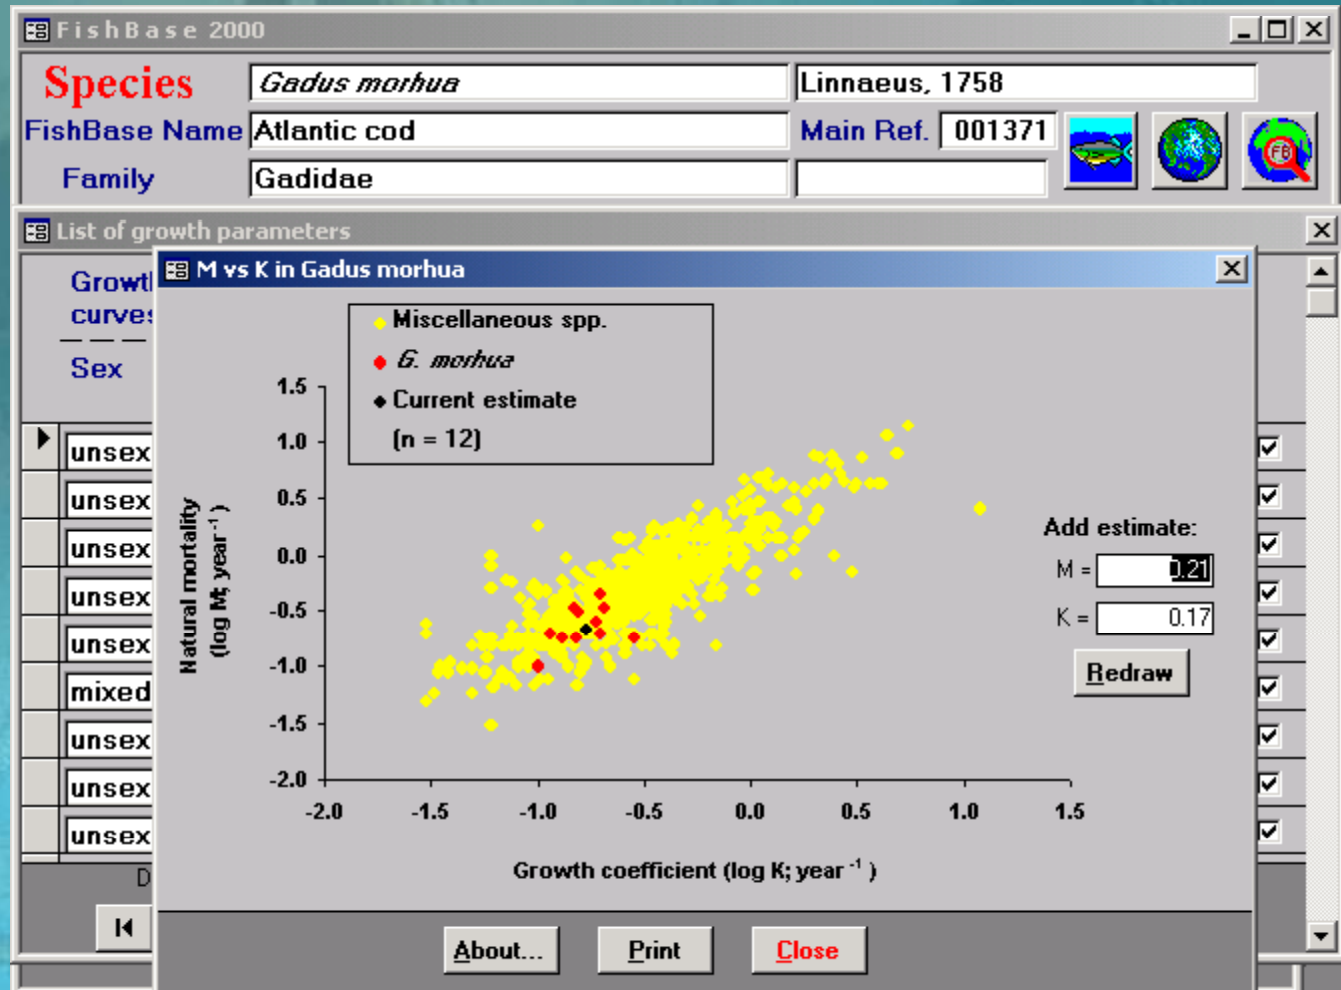 FishBase 2000
Species Gadus morhua Linnaeus, 1758
FishBase Name Atlantic cod Main Ref. 001371
Family Gadidae
FB
List of growth parameters
M vs K in Gadus morhua
Sex
Miscellaneous spp.
G. morhua
Current estimate
(n = 12)
1.5
1.0
0.5
0.0
-0.5
-1.0
-1.5
-2.0
Natural mortality
(log M; year -1)
-2.0 -1.5 -1.0 -0.5 0.0 0.5 1.0 1.5
Growth coefficient (log K; year -1 )
Add estimate:
M = 0.21
K = 0.17
Redraw
unsex
unsex
unsex
unsex
unsex
mixed
unsex
unsex
unsex
D
About... Print Close